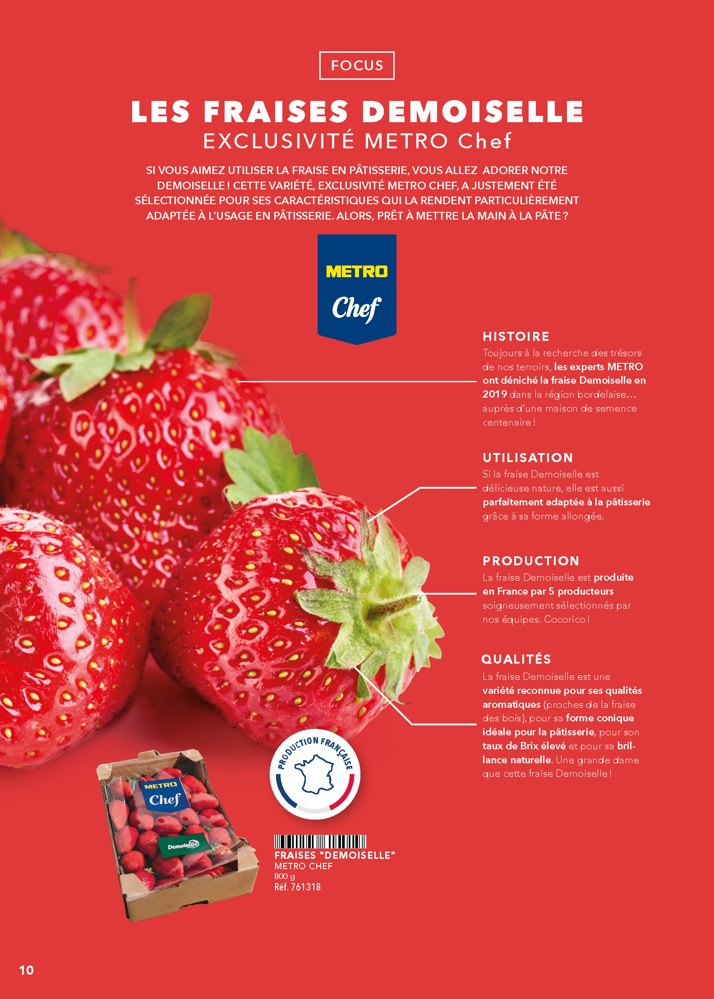 FOCUS
LES FRAISES DEMOISELLE
EXCLUSIVITÉ METRO Chef
SI VOUS AIMEZ UTILISER LA FRAISE EN PÂTISSERIE, VOUS ALLEZ ADORER NOTRE
DEMOISELLE ! CETTE VARIÉTÉ, EXCLUSIVITÉ METRO CHEF, A JUSTEMENT ÉTÉ
SÉLECTIONNÉE POUR SES CARACTÉRISTIQUES QUI LA RENDENT PARTICULIÈREMENT
ADAPTÉE À L’USAGE EN PÂTISSERIE. ALORS, PRÊT À METTRE LA MAIN À LA PÂTE ?
METRO
Chef
HISTOIRE
Toujours à la recherche des trésors
de nos terroirs, les experts METRO
ont déniché la fraise Demoiselle en
2019 dans la région bordelaise...
auprès d’une maison de semence
centenaire !
UTILISATION
Si la fraise Demoiselle est
délicieuse nature, elle est aussi
parfaitement adaptée à la pâtisserie
grâce à sa forme allongée.
PRODUCTION
La fraise Demoiselle est produite
en France par 5 producteurs
soigneusement sélectionnés par
nos équipes. Cocorico !
QUALITÉS
La fraise Demoiselle est une
variété reconnue pour ses qualités
aromatiques (proches de la fraise
des bois), pour sa forme conique
idéale pour la pâtisserie, pour son
taux de Brix élevé et pour sa bril-
lance naturelle. Une grande dame
que cette fraise Demoiselle !
PRODUCTION FRANÇAISE
METRO
Chef
Demoiselle
FRAISES "DEMOISELLE"
METRO CHEF
800 g
Réf. 761318
10